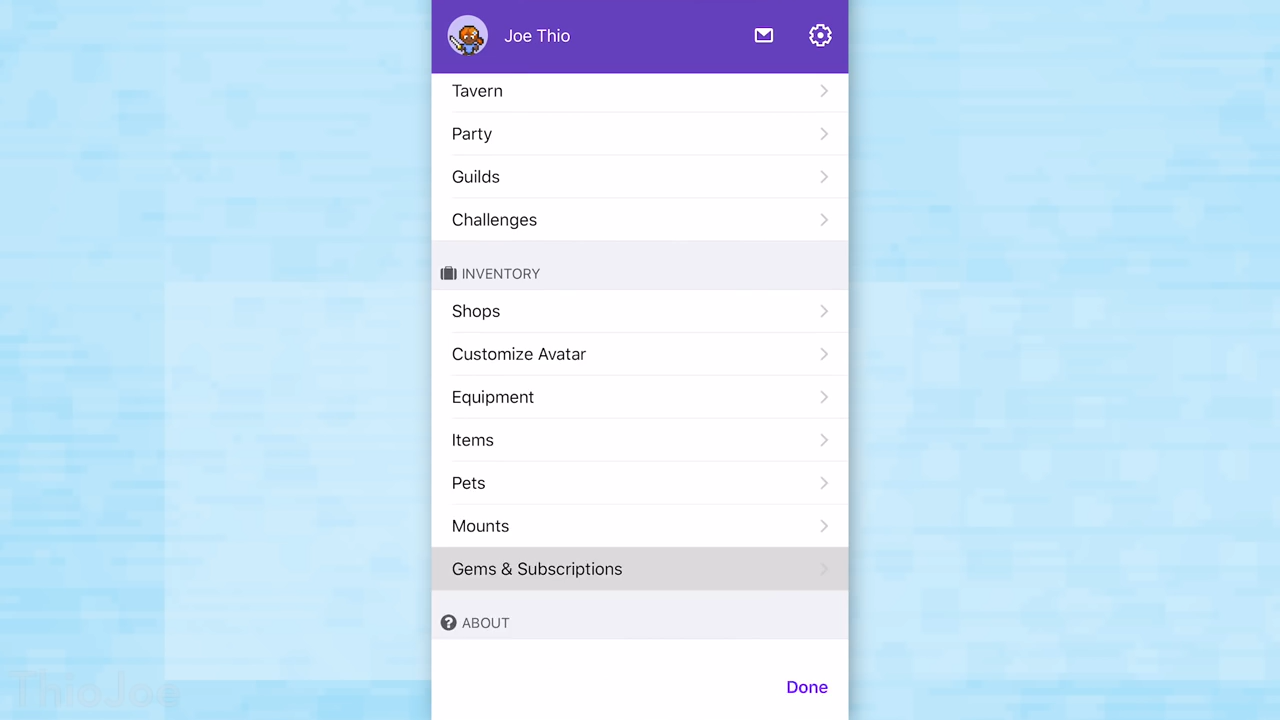 Joe Thio
Tavern
Party
Guilds
Challenges
INVENTORY
Shops
Customize Avatar
Equipment
Items
Pets
Mounts
Gems & Subscriptions
? ABOUT
Done
ThioJoe